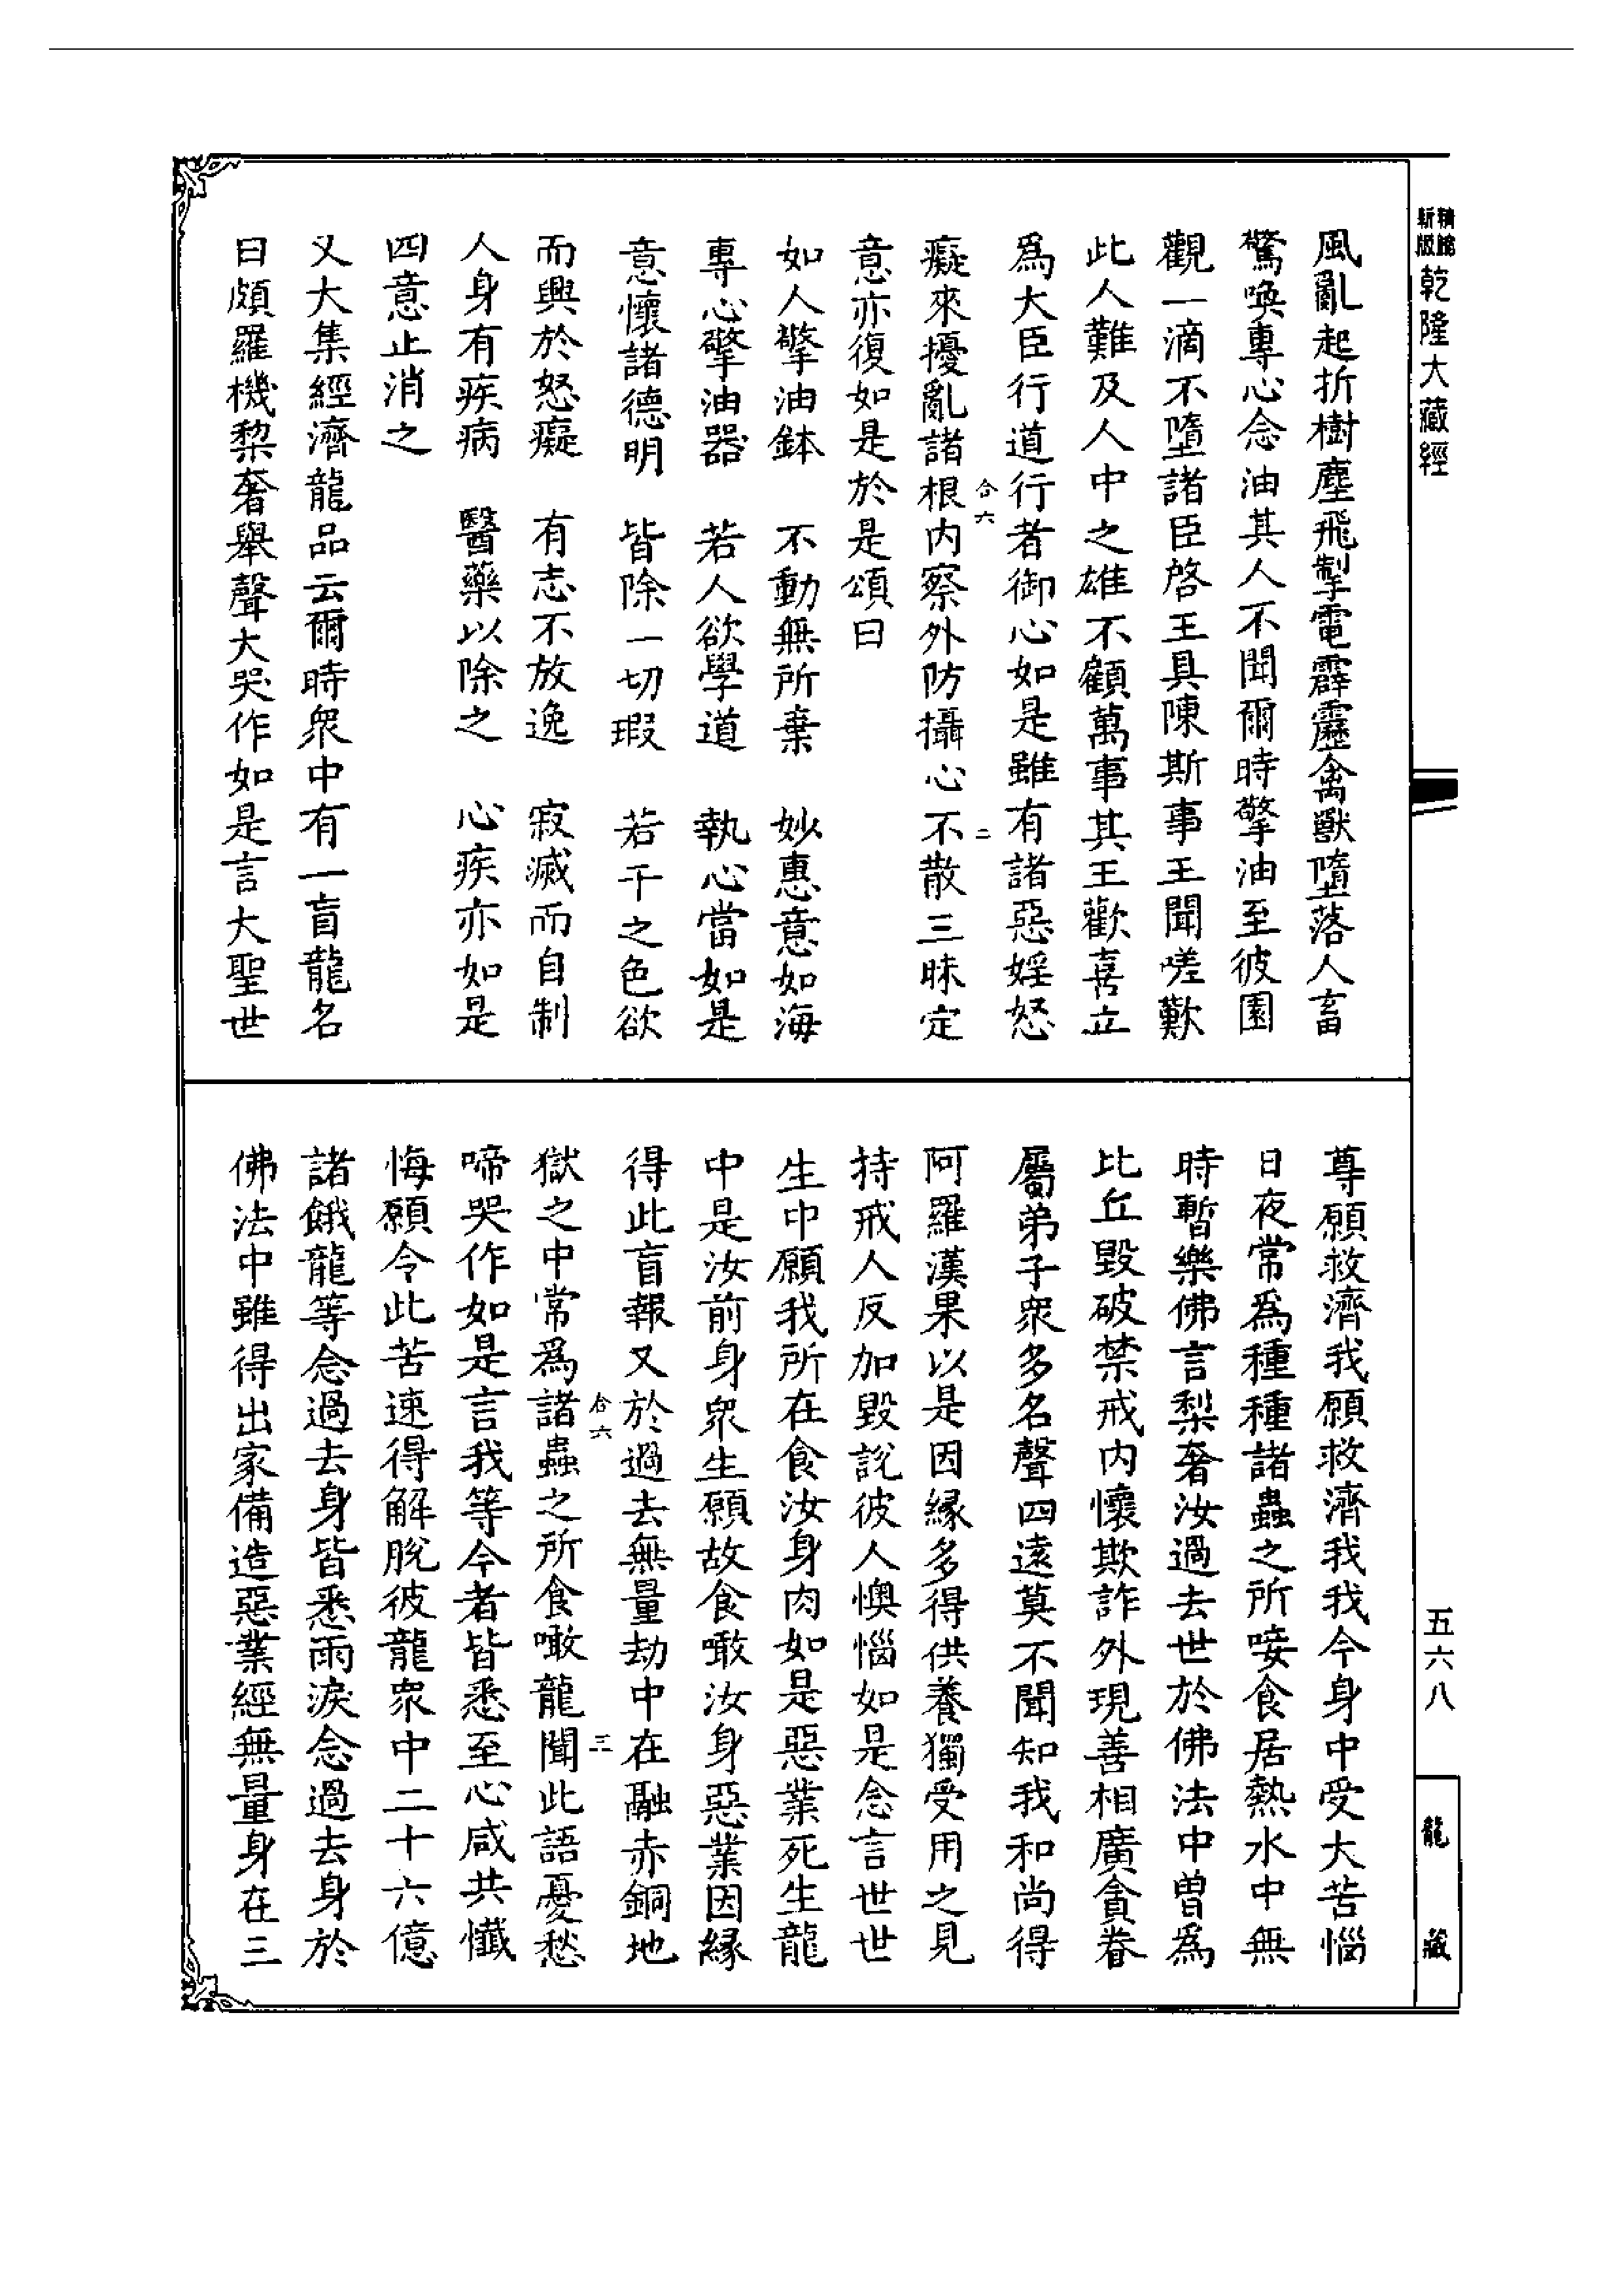 精縮新版乾隆大藏經
風亂起折樹塵飛掣電霹靂禽獸墮落人畜
驚喚專心念油其人不聞爾時擎油至彼園
觀一滴不墮諸臣啓王具陳斯事王聞嗟歎
此人難及人中之雄不顧萬事其王歡喜立
爲大臣行道行者御心如是雖有諸惡婬怒
合六 二
癡來擾亂諸根內察外防攝心不散三昧定
意亦復如是於是頌曰
如人擎油鉢 不動無所棄 妙惠意如海
專心擎油器 若人欲學道 執心當如是
意懷諸德明 皆除一切瑕 若干之色欲
而興於怒癡 有志不放逸 寂滅而自制
人身有疾病 醫藥以除之 心疾亦如是
四意止消之
又大集經濟龍品云爾時衆中有一盲龍名
曰頗羅機棃奢舉聲大哭作如是言大聖世
尊願救濟我願救濟我我今身中受大苦惱
日夜常爲種種諸蟲之所唼食居熱水中無
時暫樂佛言梨奢汝過去世於佛法中曾爲
比丘毀破禁戒內懷欺詐外現善相廣貪眷
屬弟子衆多名聲四遠莫不聞知我和尚得
阿羅漢果以是因緣多得供養獨受用之見
持戒人反加毀說彼人懊惱如是念言世世
生中願我所在食汝身肉如是惡業死生龍
中是汝前身衆生願故食噉汝身惡業因緣
得此盲報又於過去無量劫中在融赤銅地
合六 三
獄之中常爲諸蟲之所食噉龍聞此語憂愁
啼哭作如是言我等今者皆悉至心咸共懺
悔願令此苦速得解脫彼龍衆中二十六億
諸餓龍等念過去身皆悉雨淚念過去身於
佛法中雖得出家備造惡業經無量身在三
五六八
龍藏